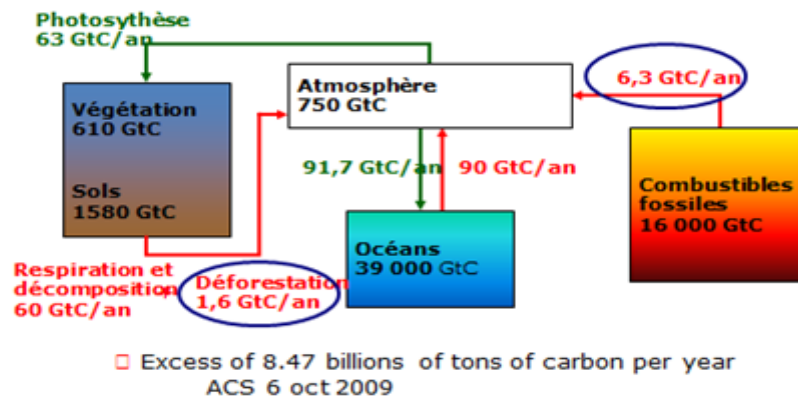 Photosythèse
63 GtC/an
Atmosphère
750 GtC
6,3 GtC/an
Végétation
610 GtC
Sols
1580 GtC
91,7 GtC/an
90 GtC/an
Combustibles
fossiles
16 000 GtC
Océans
39 000 GtC
Respiration et
décomposition
60 GtC/an
+
Déforestation
1,6 GtC/an
Excess of 8.47 billions of tons of carbon per year
ACS 6 oct 2009